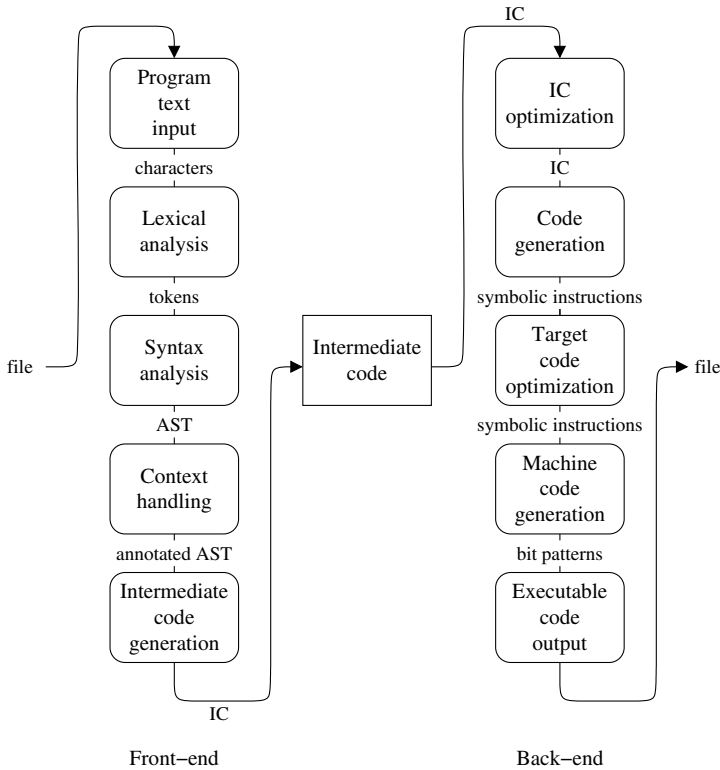 IC
Program
text
input
characters
Lexical
analysis
tokens
file
Syntax
analysis
AST
Context
handling
annotated AST
Intermediate
code
generation
IC
Front−end
Intermediate
code
IC
optimization
IC
Code
generation
symbolic instructions
Target
code
optimization
symbolic instructions
Machine
code
generation
bit patterns
Executable
code
output
file
Back−end